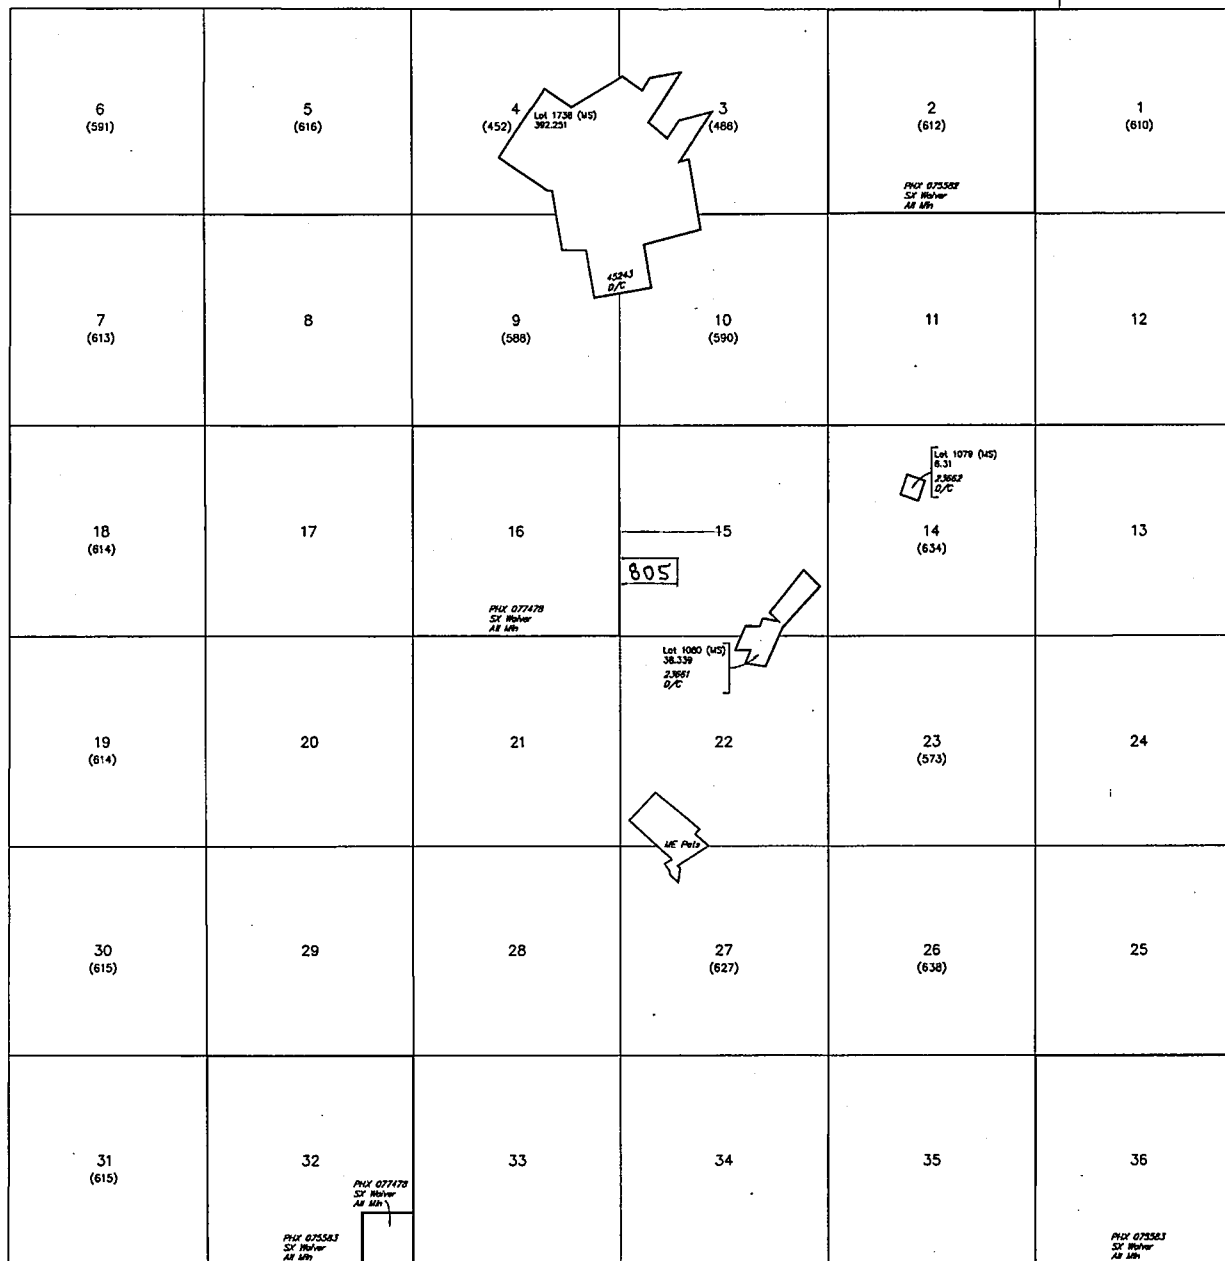 6
(591)
5
(616)
4
(452)
Lot 1738 (MS)
392.251
3
(486)
2
(612)
PHX 075582
SX Waiver
All Min
1
(610)
45243
D/C
7
(613)
8
9
(588)
10
(590)
11
12
Lot 1079 (MS)
6.31
23662
D/C
18
(614)
17
16
PHX 077478
SX Waiver
All Min
15
805
14
(634)
13
Lot 1080 (MS)
38.339
23661
D/C
19
(614)
20
21
22
23
(573)
24
ME Pats
30
(615)
29
28
27
(627)
26
(638)
25
31
(615)
32
PHX 077478
SX Waiver
All Min
PHX 075583
SX Waiver
All Min
33
34
35
36
PHX 075583
SX Waiver
All Min